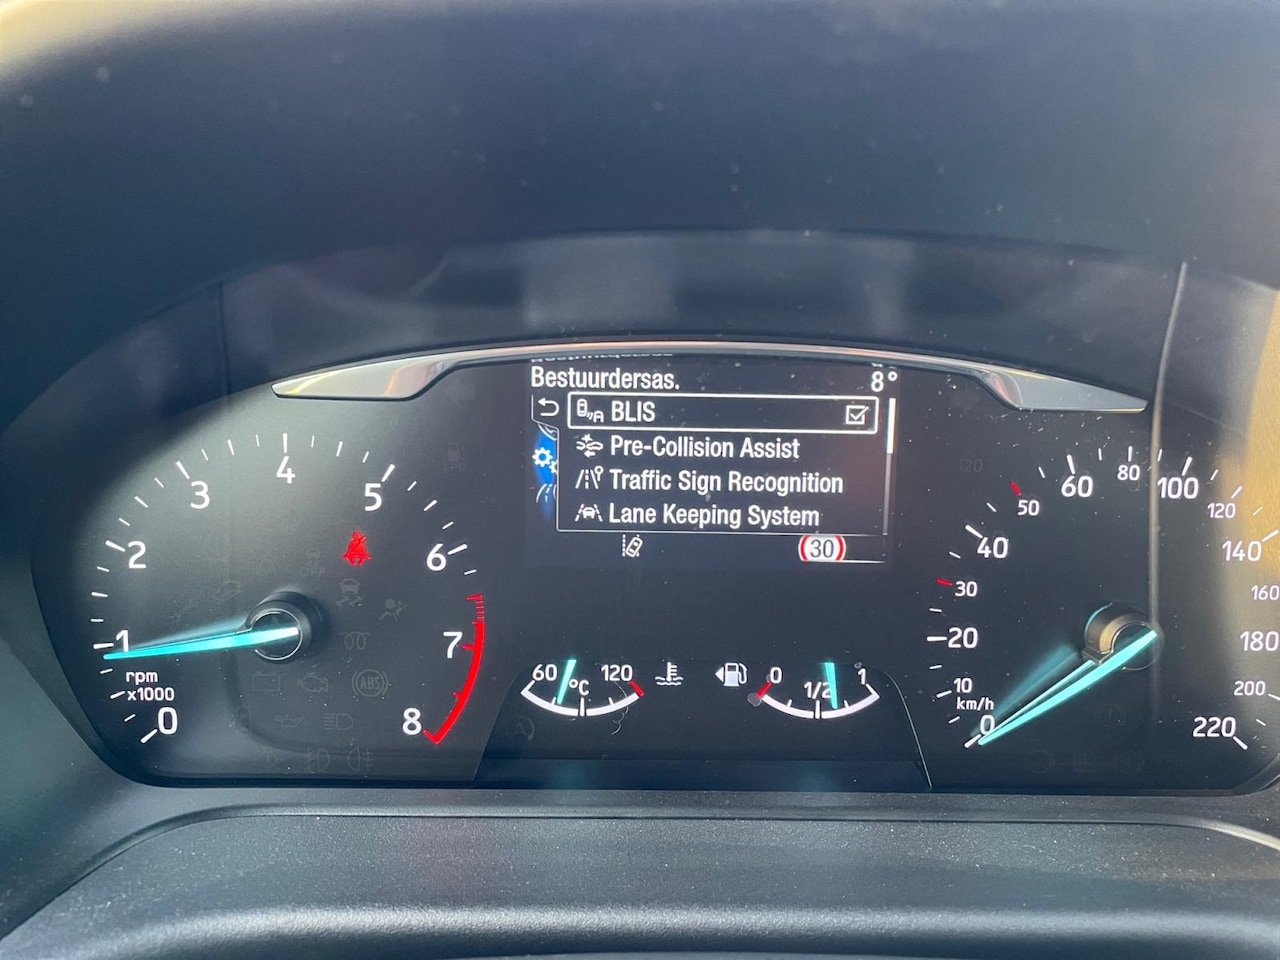 Bestuurdersas. 8°
BLIS
Pre-Collision Assist
Traffic Sign Recognition
Lane Keeping System
30
0 1 2 3 4 5 6 7 8
rpm
x1000
60 °C 120
0 1/2 1
0 10 20 30 40 50 60 80 100 120 140 160 180 200 220
km/h
ABS